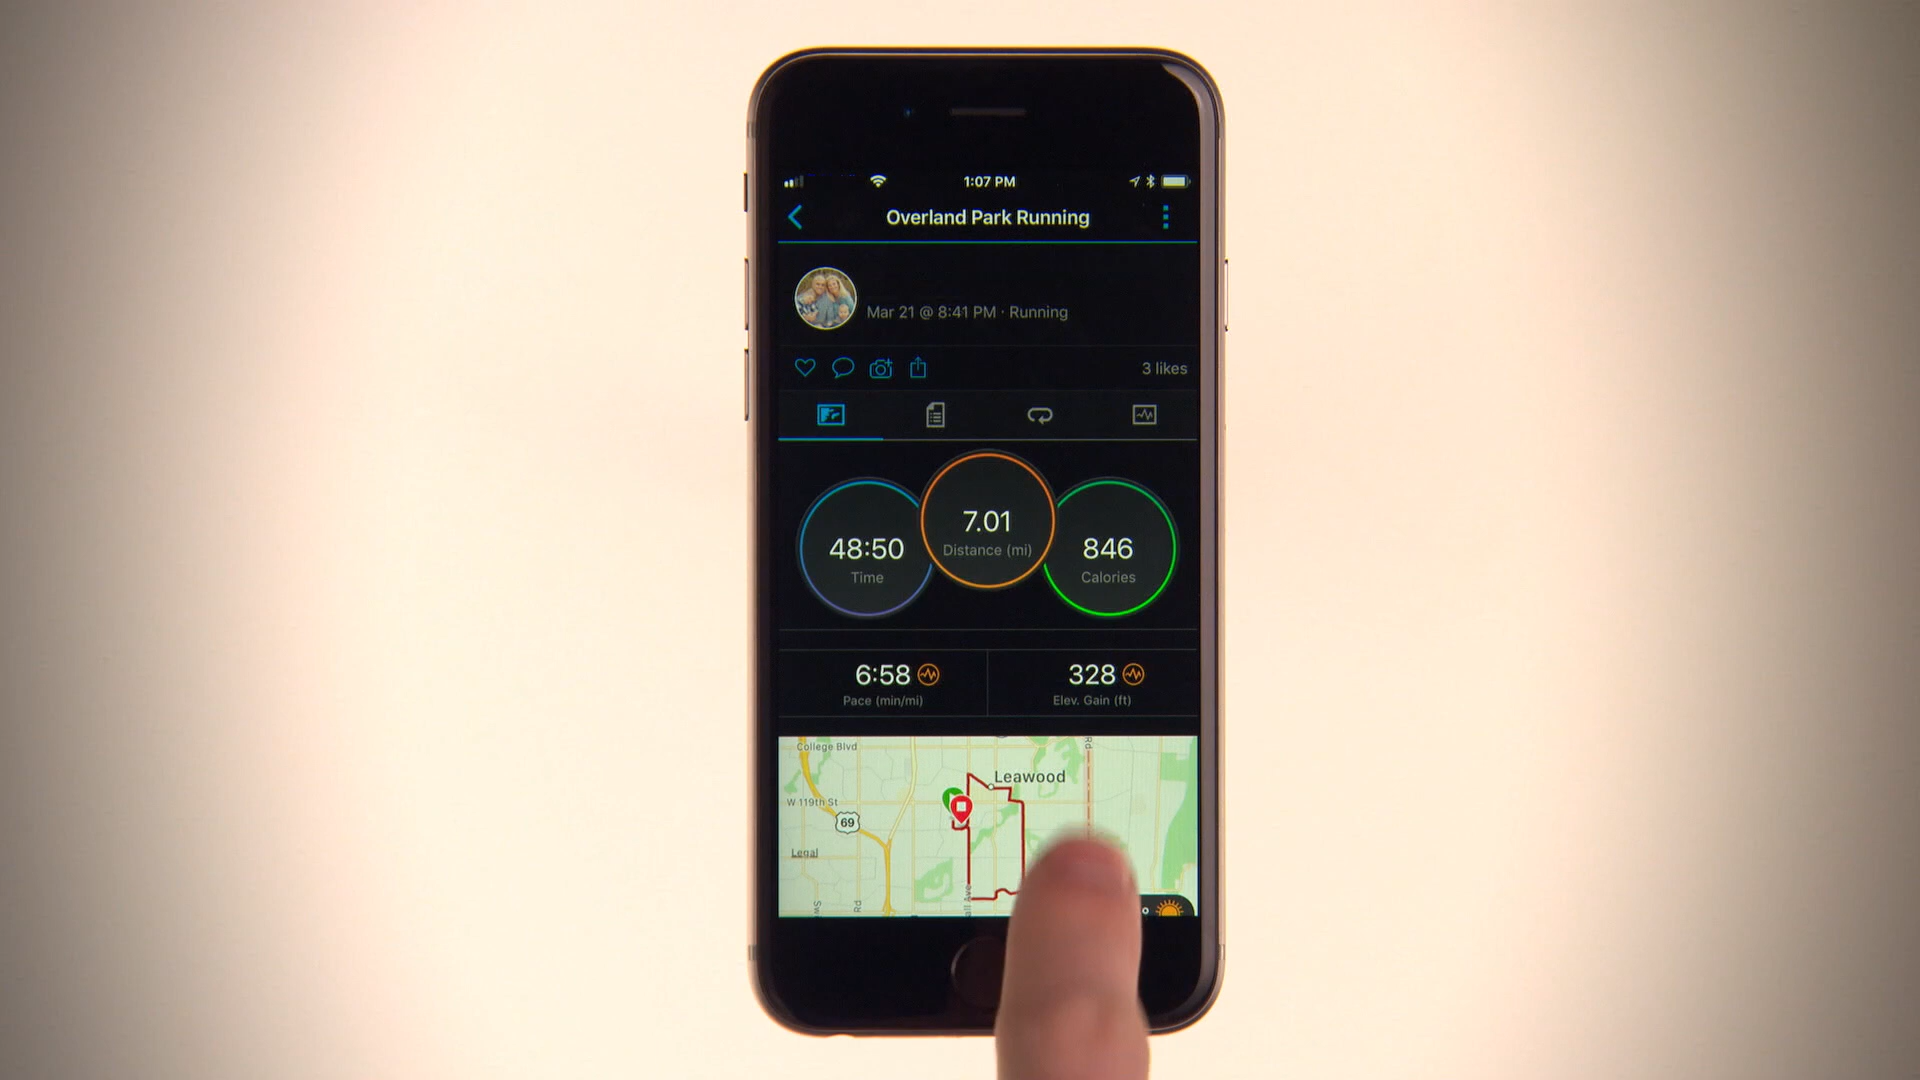 1:07 PM
Overland Park Running
Mar 21 @ 8:41 PM · Running
3 likes
7.01
Distance (mi)
48:50
Time
846
Calories
6:58
Pace (min/mi)
328
Elev. Gain (ft)
College Blvd
Rd
Leawood
W 119th St
69
Legal
Rd